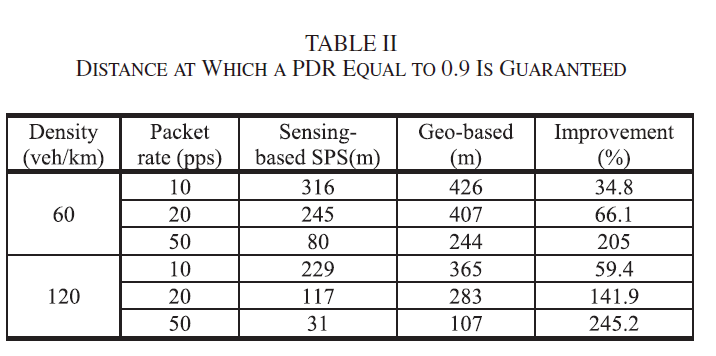 TABLE II
DISTANCE AT WHICH A PDR EQUAL TO 0.9 IS GUARANTEED
Density (veh/km) Packet rate (pps) Sensing-based SPS(m) Geo-based (m) Improvement (%)
60 10 316 426 34.8
20 245 407 66.1
50 80 244 205
120 10 229 365 59.4
20 117 283 141.9
50 31 107 245.2